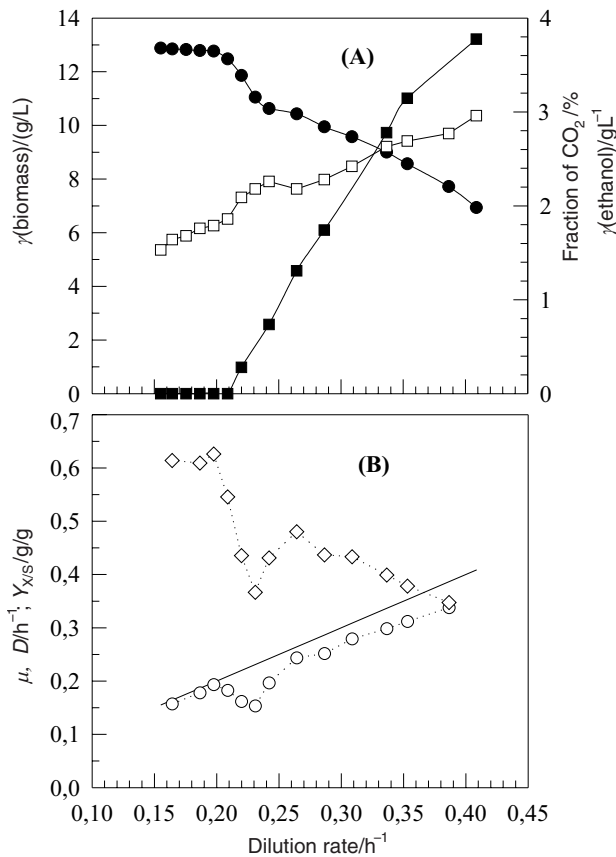 (A)
γ(biomass)/(g/L)
14
12
10
8
6
4
2
0
Fraction of CO₂/%
γ(ethanol)/gL⁻¹
4
3
2
1
0
(B)
μ, D/h⁻¹; Y_X/S/g/g
0,7
0,6
0,5
0,4
0,3
0,2
0,1
0,0
0,10 0,15 0,20 0,25 0,30 0,35 0,40 0,45
Dilution rate/h⁻¹